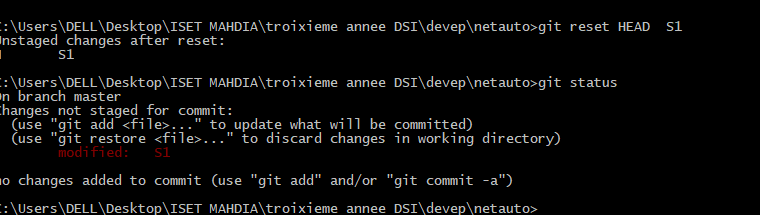 :\Users\DELL\Desktop\ISET MAHDIA\troixieme annee DSI\devep\netauto>git reset HEAD  S1
Unstaged changes after reset:
M       S1
:\Users\DELL\Desktop\ISET MAHDIA\troixieme annee DSI\devep\netauto>git status
On branch master
Changes not staged for commit:
  (use "git add <file>..." to update what will be committed)
  (use "git restore <file>..." to discard changes in working directory)
        modified:   S1
no changes added to commit (use "git add" and/or "git commit -a")
:\Users\DELL\Desktop\ISET MAHDIA\troixieme annee DSI\devep\netauto>